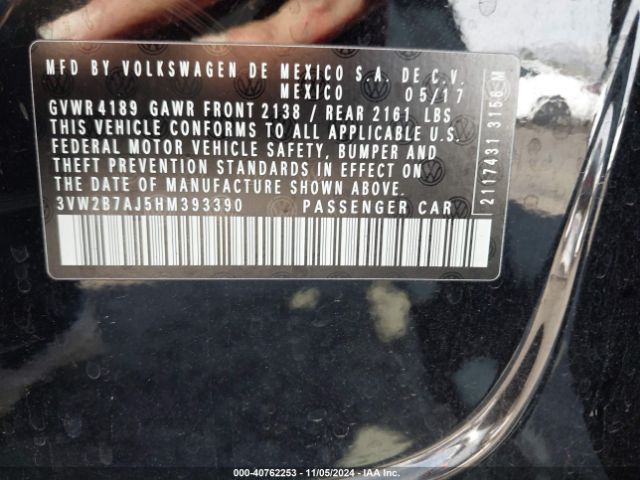 MFD BY VOLKSWAGEN DE MEXICO S.A. DE C.V.
MEXICO 05/17
GVWR 4189 GAWR FRONT 2138 / REAR 2161 LBS
THIS VEHICLE CONFORMS TO ALL APPLICABLE U.S.
FEDERAL MOTOR VEHICLE SAFETY, BUMPER AND
THEFT PREVENTION STANDARDS IN EFFECT ON
THE DATE OF MANUFACTURE SHOWN ABOVE.
3VW2B7AJ5HM393390 PASSENGER CAR
2117431 3156 M
000-40762253 - 11/05/2024 - IAA Inc.